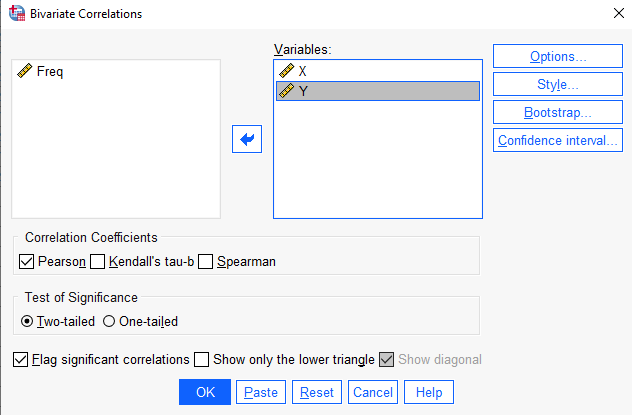 Bivariate Correlations
Variables:
Freq
X
Y
Options...
Style...
Bootstrap...
Confidence interval...
Correlation Coefficients
Pearson Kendall's tau-b Spearman
Test of Significance
Two-tailed One-tailed
Flag significant correlations Show only the lower triangle Show diagonal
OK Paste Reset Cancel Help